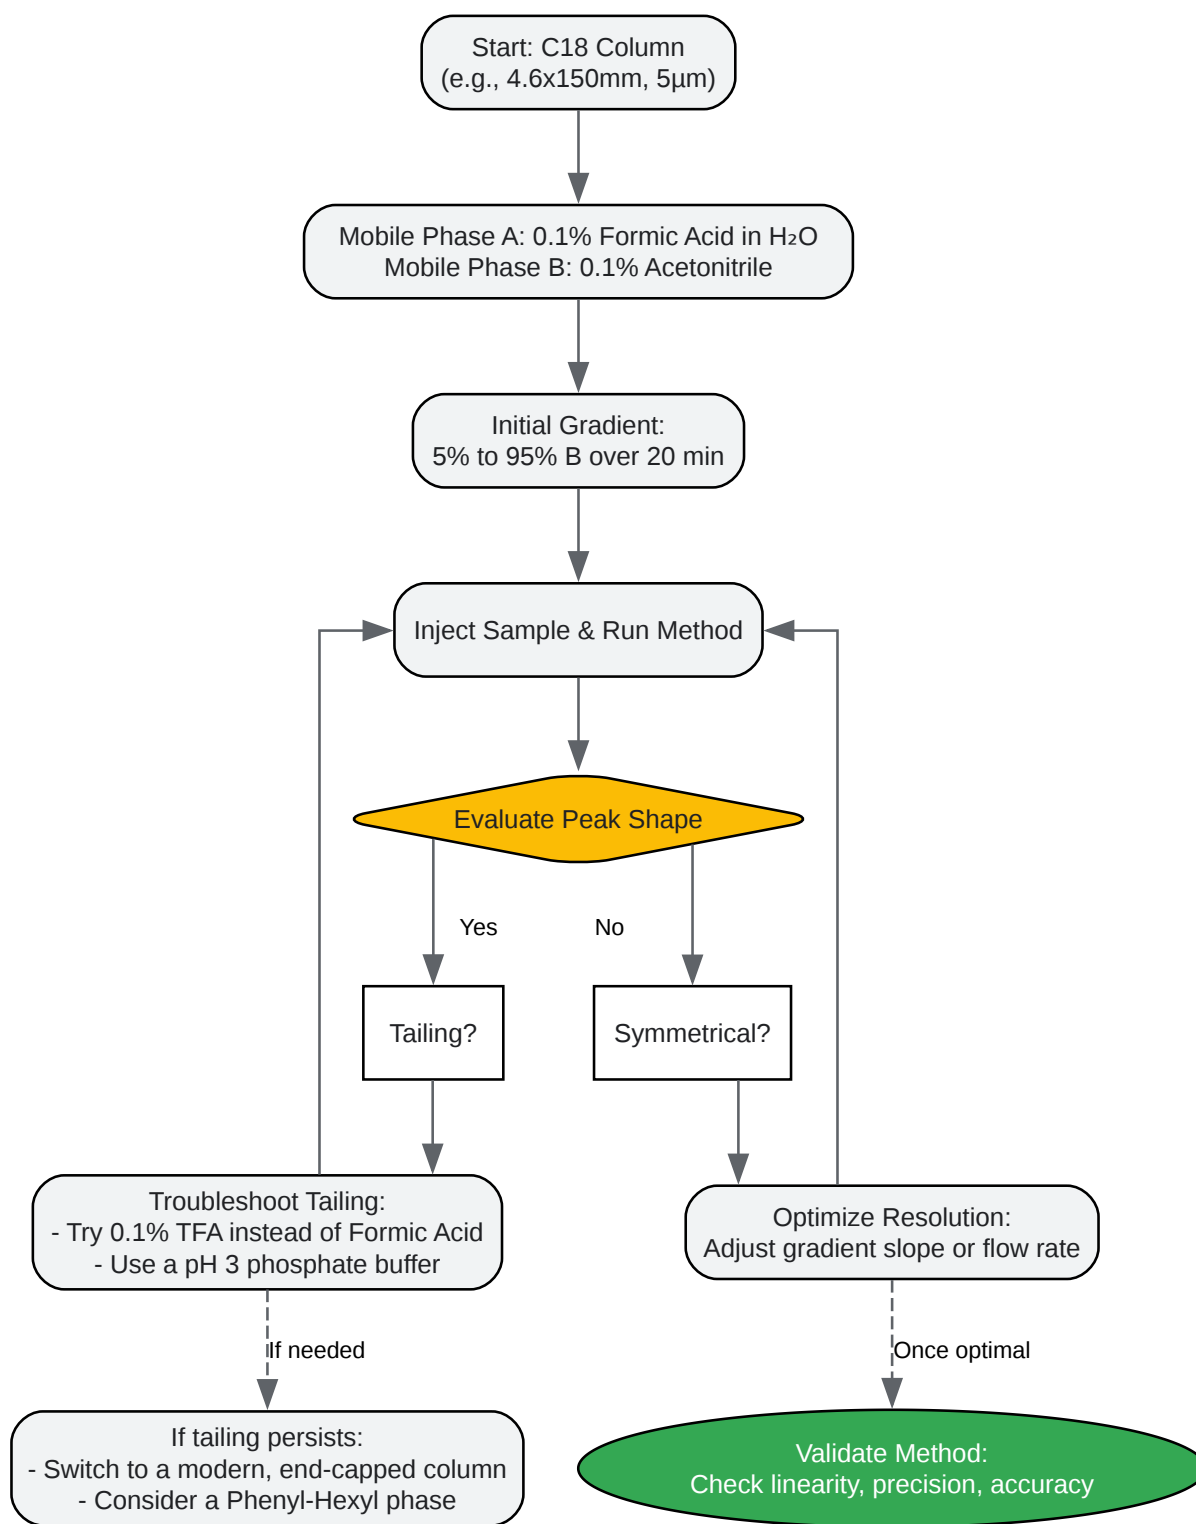 Start: C18 Column
(e.g., 4.6x150mm, 5µm)
Mobile Phase A: 0.1% Formic Acid in H₂O
Mobile Phase B: 0.1% Acetonitrile
Initial Gradient:
5% to 95% B over 20 min
Inject Sample & Run Method
Evaluate Peak Shape
Yes
No
Tailing?
Symmetrical?
Troubleshoot Tailing:
- Try 0.1% TFA instead of Formic Acid
- Use a pH 3 phosphate buffer
Optimize Resolution:
Adjust gradient slope or flow rate
If needed
Once optimal
If tailing persists:
- Switch to a modern, end-capped column
- Consider a Phenyl-Hexyl phase
Validate Method:
Check linearity, precision, accuracy